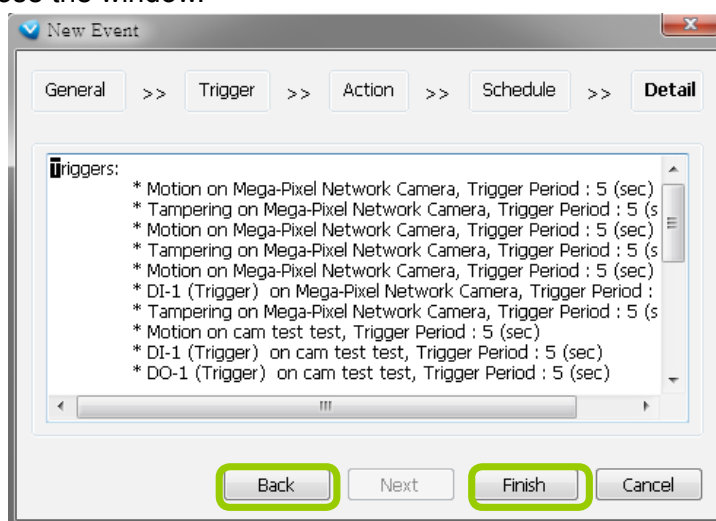 New Event
General >> Trigger >> Action >> Schedule >> Detail
Triggers:
* Motion on Mega-Pixel Network Camera, Trigger Period : 5 (sec)
* Tampering on Mega-Pixel Network Camera, Trigger Period : 5 (s
* Motion on Mega-Pixel Network Camera, Trigger Period : 5 (sec)
* Tampering on Mega-Pixel Network Camera, Trigger Period : 5 (s
* Motion on Mega-Pixel Network Camera, Trigger Period : 5 (sec)
* DI-1 (Trigger) on Mega-Pixel Network Camera, Trigger Period :
* Tampering on Mega-Pixel Network Camera, Trigger Period : 5 (s
* Motion on cam test test, Trigger Period : 5 (sec)
* DI-1 (Trigger) on cam test test, Trigger Period : 5 (sec)
* DO-1 (Trigger) on cam test test, Trigger Period : 5 (sec)
Back Next Finish Cancel